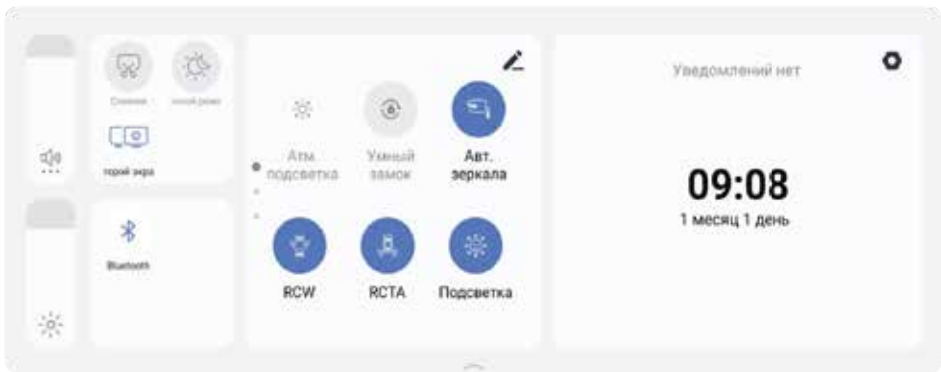 Уведомлений нет
Атм.
подсветка
Умный
замок
Авт.
зеркала
09:08
1 месяц 1 день
Bluetooth
RCW
RCTA
Подсветка